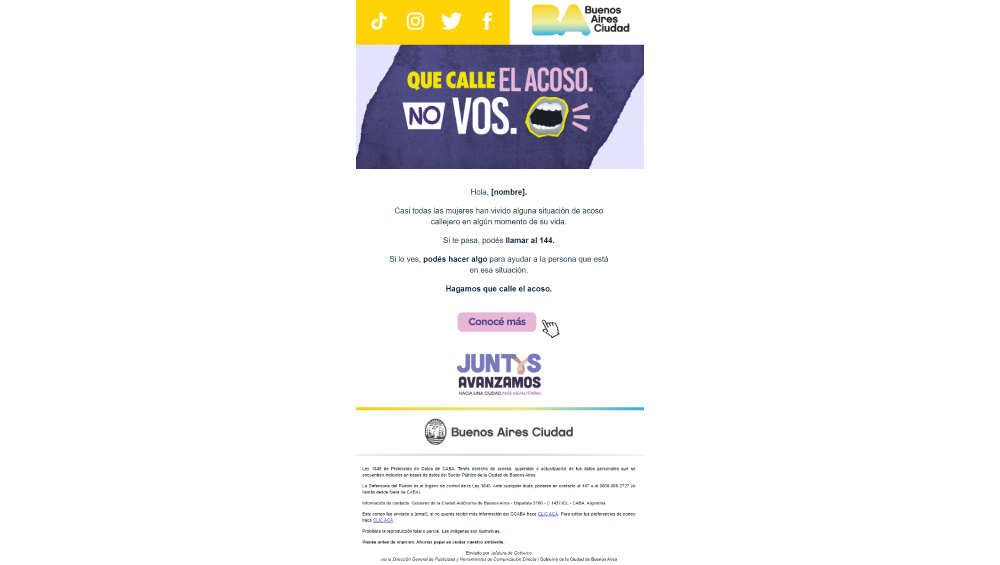 BA Buenos
Aires
Ciudad
QUE CALLE EL ACOSO.
NO VOS.
Hola, [nombre].
Casi todas las mujeres han vivido alguna situación de acoso
callejero en algún momento de su vida.
Si te pasa, podés llamar al 144.
Si lo ves, podés hacer algo para ayudar a la persona que está
en esa situación.
Hagamos que calle el acoso.
Conocé más
JUNTOS
AVANZAMOS
HACIA UNA CIUDAD MÁS IGUALITARIA
Buenos Aires Ciudad
Ley 1845 de Protección de Datos de CABA. Tenés derecho de acceso, supresión o actualización de tus datos personales que se
encuentren incluidos en bases de datos del Sector Público de la Ciudad de Buenos Aires.
La Defensoría del Pueblo es el órgano de control de la Ley 1845. Ante cualquier duda, ponerse en contacto al 147 o al 0800-999-2727 (si
llamás desde fuera de CABA).
Información de contacto: Gobierno de la Ciudad Autónoma de Buenos Aires - Uspallata 3160 - C 1437JCL - CABA, Argentina.
Este correo fue enviado a [email], si no querés recibir más información del GCABA hacé CLIC ACÁ. Para editar tus preferencias de correo
hacé CLIC ACÁ.
Prohibida la reproducción total o parcial. Las imágenes son ilustrativas.
Piense antes de imprimir. Ahorrar papel es cuidar nuestro ambiente.
Enviado por Jefatura de Gobierno
vía la Dirección General de Publicidad y Herramientas de Comunicación Directa | Gobierno de la Ciudad de Buenos Aires